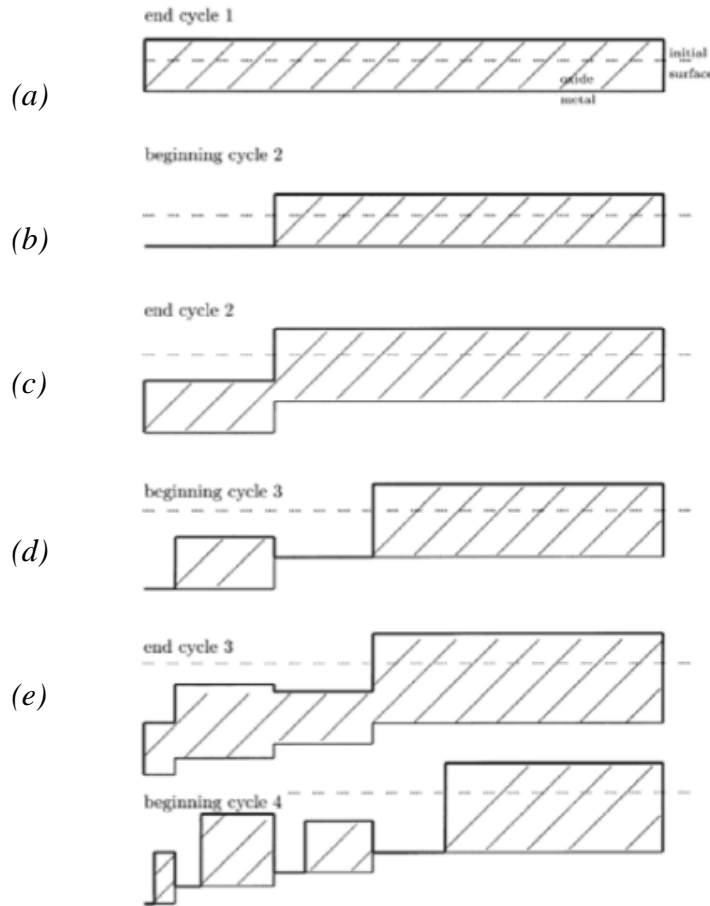 end cycle 1
initial
surface
oxide
metal
(a)
beginning cycle 2
(b)
end cycle 2
(c)
beginning cycle 3
(d)
end cycle 3
(e)
beginning cycle 4